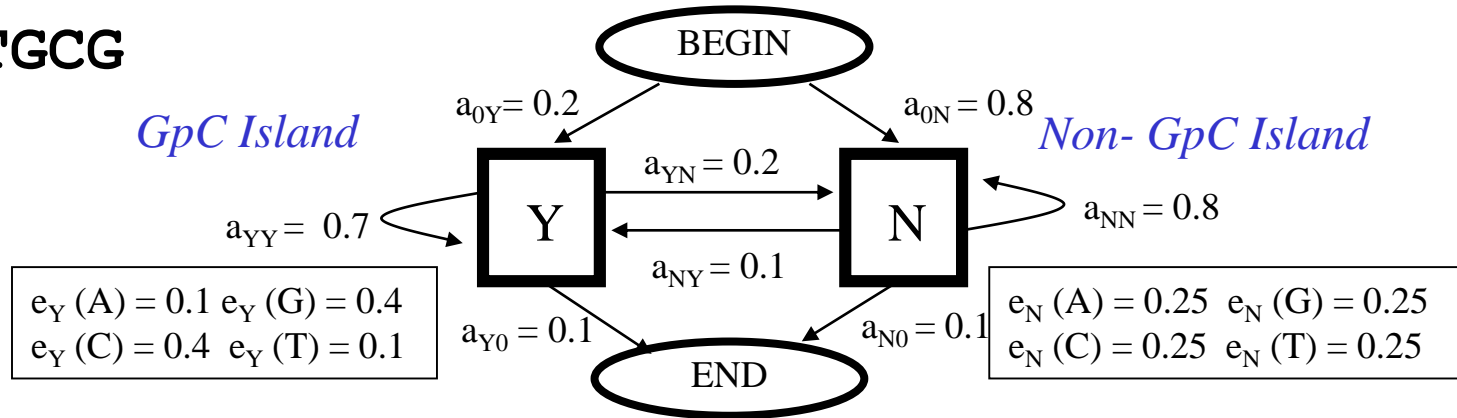 TGCG
BEGIN
a0Y= 0.2
a0N= 0.8
GpC Island
Non- GpC Island
aYN = 0.2
Y
N
aYY = 0.7
aNN = 0.8
aNY = 0.1
eY (A) = 0.1 eY (G) = 0.4
eY (C) = 0.4 eY (T) = 0.1
aY0 = 0.1
aN0 = 0.1
eN (A) = 0.25 eN (G) = 0.25
eN (C) = 0.25 eN (T) = 0.25
END